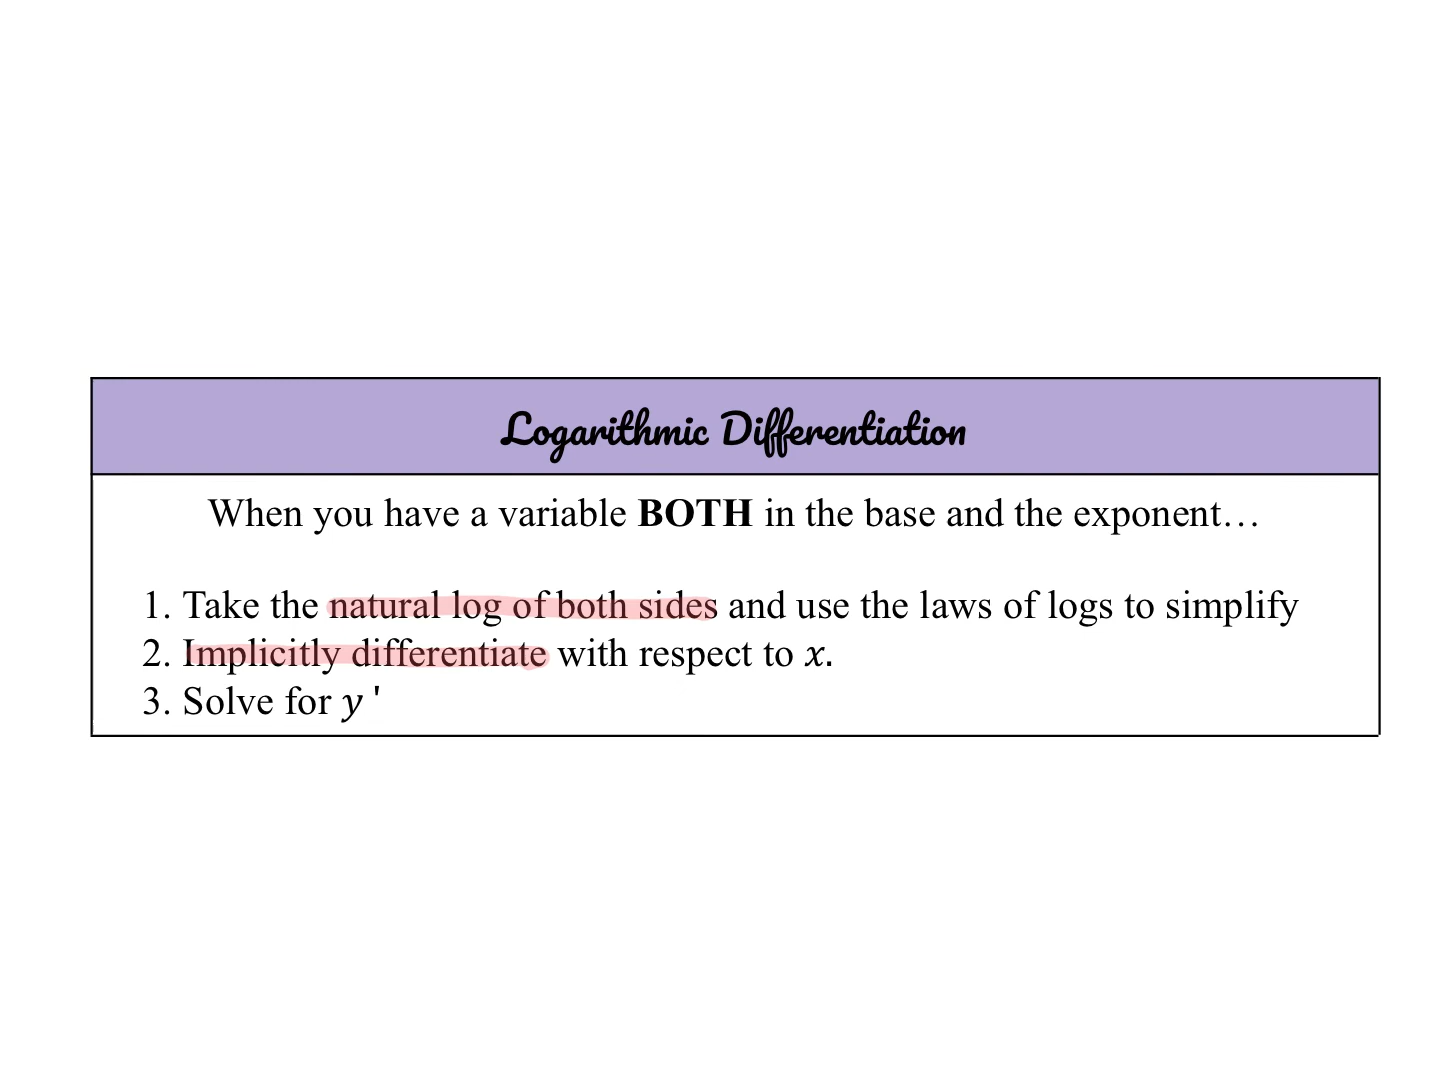 Logarithmic Differentiation
When you have a variable BOTH in the base and the exponent…
1. Take the natural log of both sides and use the laws of logs to simplify
2. Implicitly differentiate with respect to x.
3. Solve for y '